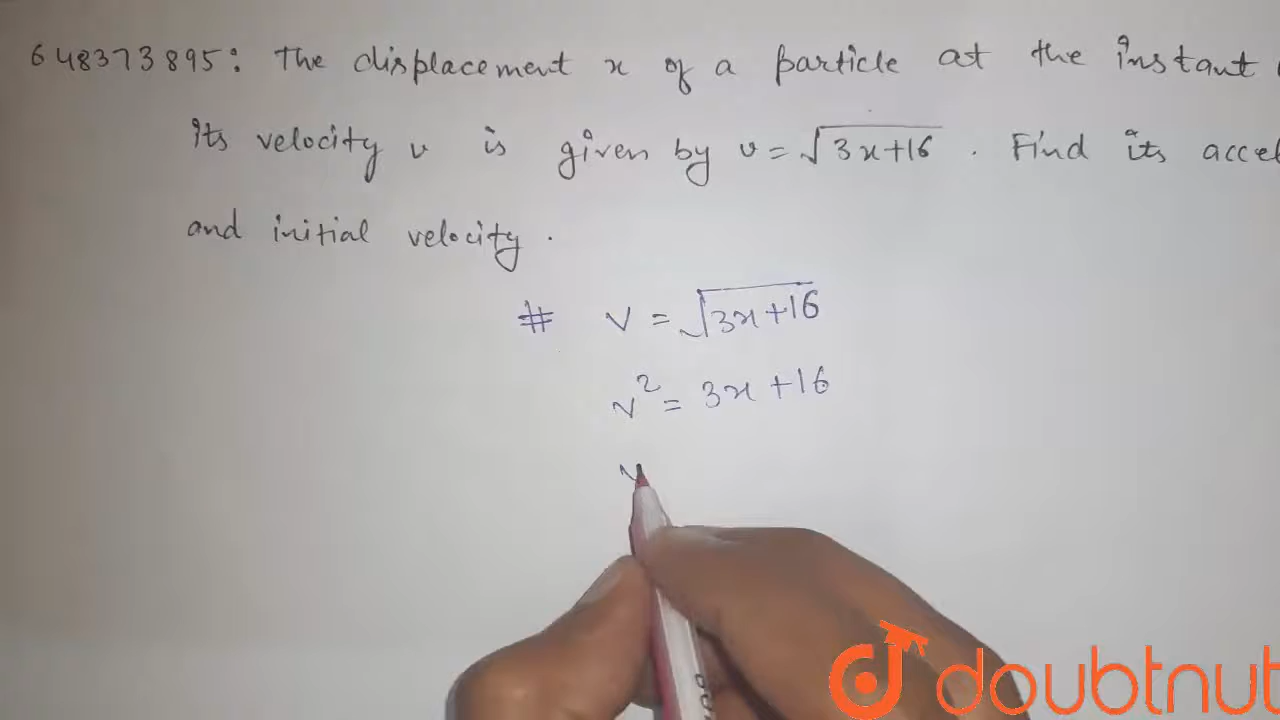 648373895: The displacement x of a particle at the instant
its velocity v is given by v = √3x+16 . Find its accel
and initial velocity .
# V = √3x+16
v² = 3x +16
v
doubtnut